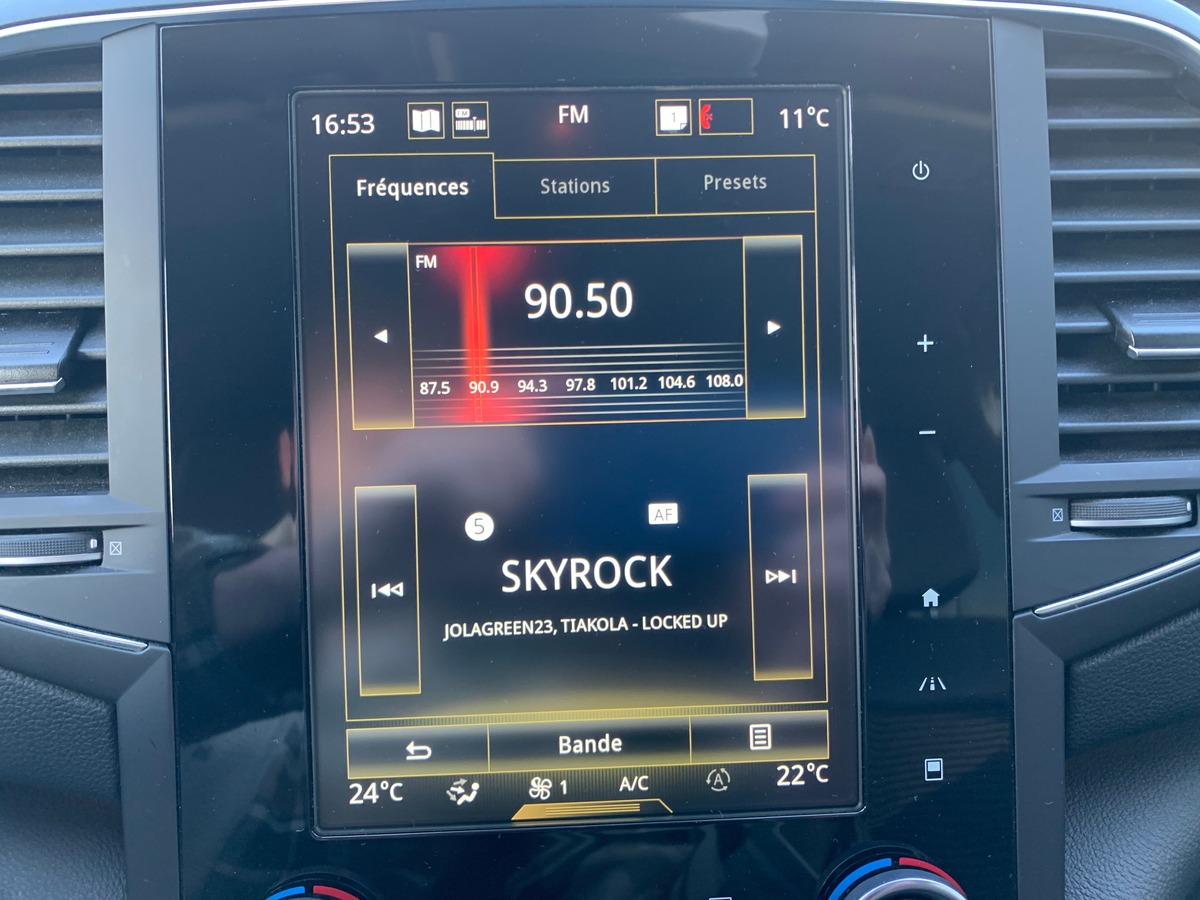 16:53 FM 1 11°C
Fréquences Stations Presets
FM
90.50
87.5 90.9 94.3 97.8 101.2 104.6 108.0
5 AF
SKYROCK
JOLAGREEN23, TIAKOLA - LOCKED UP
Bande
24°C 1 A/C A 22°C